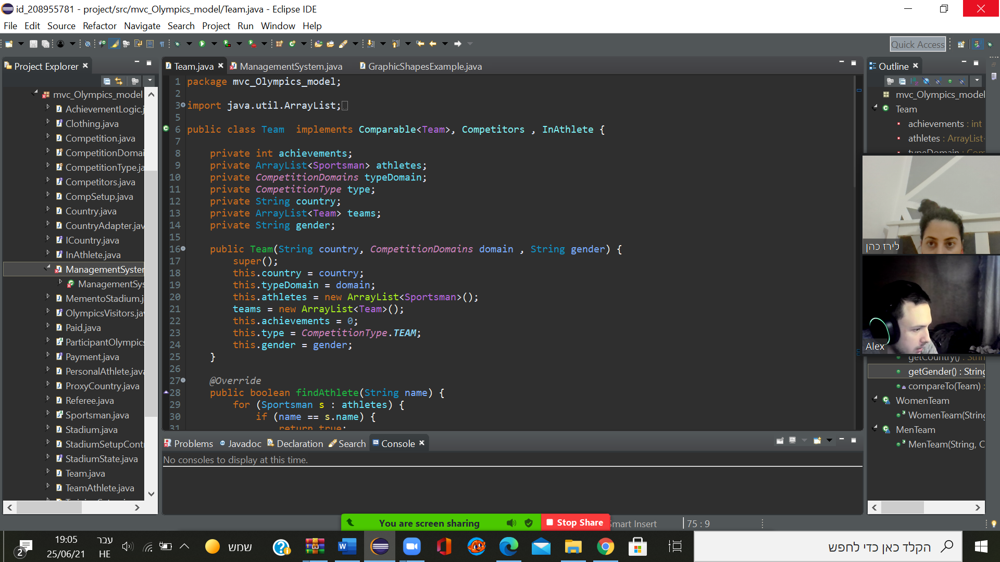 id_208955781 - project/src/mvc_Olympics_model/Team.java - Eclipse IDE
File Edit Source Refactor Navigate Search Project Run Window Help
Quick Access
Project Explorer
mvc_Olympics_model
AchievementLogic.j
Clothing.java
Competition.java
CompetitionDomai
CompetitionType.ja
Competitors.java
CompSetup.java
Country.java
CountryAdapter.jav
ICountry.java
InAthlete.java
ManagementSyster
ManagementSys
MementoStadium.j
OlympicsVisitors.jav
Paid.java
ParticipantOlympics
Payment.java
PersonalAthlete.java
ProxyCountry.java
Referee.java
Sportsman.java
Stadium.java
StadiumSetupContr
StadiumState.java
Team.java
TeamAthlete.java
Team.java ManagementSystem.java GraphicShapesExample.java
1 package mvc_Olympics_model;
2
3 import java.util.ArrayList;
5
6 public class Team  implements Comparable<Team>, Competitors , InAthlete {
7
8 private int achievements;
9 private ArrayList<Sportsman> athletes;
10 private CompetitionDomains typeDomain;
11 private CompetitionType type;
12 private String country;
13 private ArrayList<Team> teams;
14 private String gender;
15
16 public Team(String country, CompetitionDomains domain , String gender) {
17 super();
18 this.country = country;
19 this.typeDomain = domain;
20 this.athletes = new ArrayList<Sportsman>();
21 teams = new ArrayList<Team>();
22 this.achievements = 0;
23 this.type = CompetitionType.TEAM;
24 this.gender = gender;
25 }
26
27 @Override
28 public boolean findAthlete(String name) {
29 for (Sportsman s : athletes) {
30 if (name == s.name) {
31 return true;
Outline
mvc_Olympics_model
Team
achievements : int
athletes : ArrayList
typeDomain : Com
לירז כהן
Alex
getCountry() : Strin
getGender() : String
compareTo(Team) :
WomenTeam
WomenTeam(String
MenTeam
MenTeam(String, C
Problems Javadoc Declaration Search Console
No consoles to display at this time.
You are screen sharing
Stop Share
Smart Insert
75 : 9
19:05
25/06/21
עבר
HE
2
שמש
הקלד כאן כדי לחפש